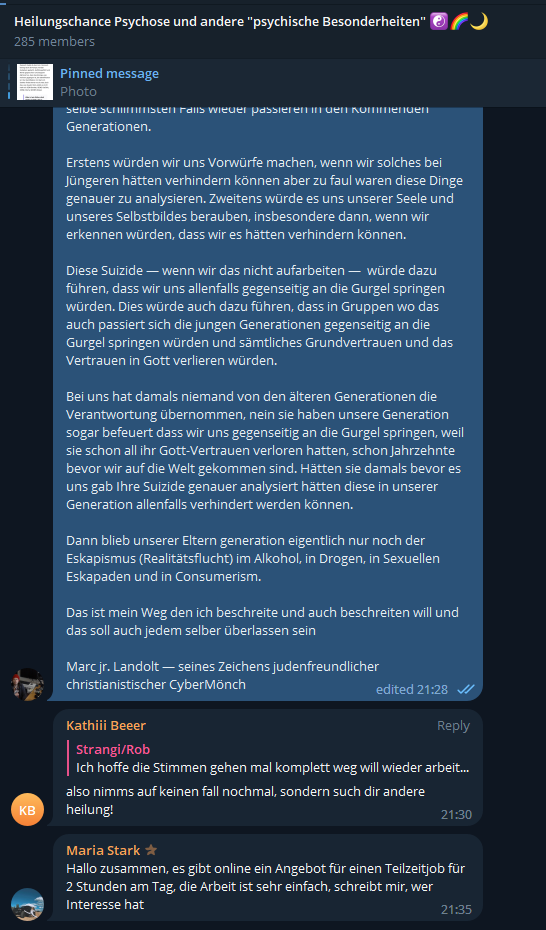 Heilungschance Psychose und andere "psychische Besonderheiten" ☯️🌈🌙
285 members
Pinned message
Photo
selbe schlimmsten Falls wieder passieren in den Kommenden
Generationen.
Erstens würden wir uns Vorwürfe machen, wenn wir solches bei
Jüngeren hätten verhindern können aber zu faul waren diese Dinge
genauer zu analysieren. Zweitens würde es uns unserer Seele und
unseres Selbstbildes berauben, insbesondere dann, wenn wir
erkennen würden, dass wir es hätten verhindern können.
Diese Suizide — wenn wir das nicht aufarbeiten — würde dazu
führen, dass wir uns allenfalls gegenseitig an die Gurgel springen
würden. Dies würde auch dazu führen, dass in Gruppen wo das
auch passiert sich die jungen Generationen gegenseitig an die
Gurgel springen würden und sämtliches Grundvertrauen und das
Vertrauen in Gott verlieren würden.
Bei uns hat damals niemand von den älteren Generationen die
Verantwortung übernommen, nein sie haben unsere Generation
sogar befeuert dass wir uns gegenseitig an die Gurgel springen, weil
sie schon all ihr Gott-Vertrauen verloren hatten, schon Jahrzehnte
bevor wir auf die Welt gekommen sind. Hätten sie damals bevor es
uns gab Ihre Suizide genauer analysiert hätten diese in unserer
Generation allenfalls verhindert werden können.
Dann blieb unserer Eltern generation eigentlich nur noch der
Eskapismus (Realitätsflucht) im Alkohol, in Drogen, in Sexuellen
Eskapaden und in Consumerism.
Das ist mein Weg den ich beschreite und auch beschreiten will und
das soll auch jedem selber überlassen sein
Marc jr. Landolt — seines Zeichens judenfreundlicher
christianistischer CyberMönch
edited 21:28
Kathiii Beeer
Reply
Strangi/Rob
Ich hoffe die Stimmen gehen mal komplett weg will wieder arbeit...
also nimms auf keinen fall nochmal, sondern such dir andere
heilung!
KB
21:30
Maria Stark
Hallo zusammen, es gibt online ein Angebot für einen Teilzeitjob für
2 Stunden am Tag, die Arbeit ist sehr einfach, schreibt mir, wer
Interesse hat
21:35